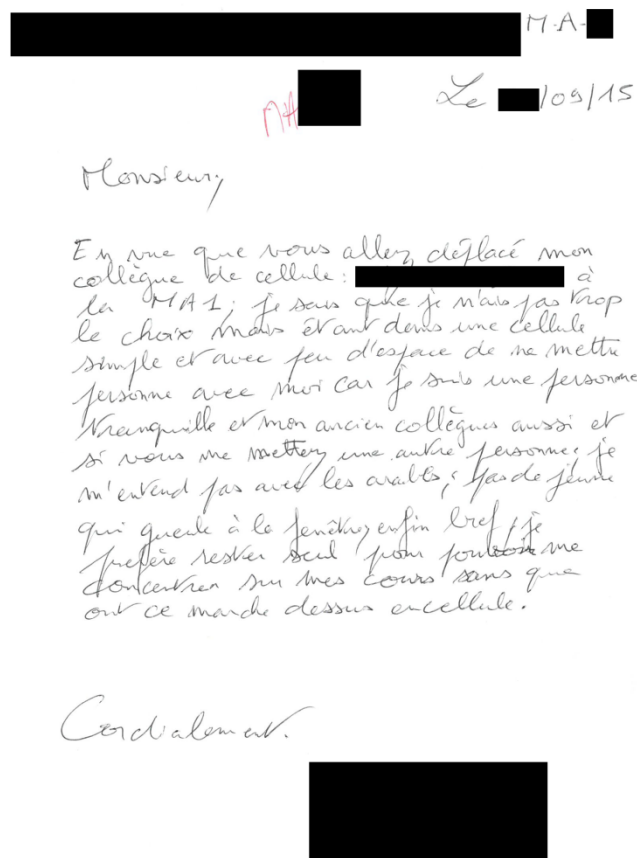 M-A-
MA
Le /09/15
Monsieur,
En vue que vous allez déplacé mon
collègue de cellule : à
la MA1 ; je sais que je n'ais pas trop
le choix mais étant dans une cellule
simple et avec peu d'espace de ne mettre
personne avec moi car je suis une personne
tranquille et mon ancien collègues aussi et
si vous me mettez une autre personne ; je
m'entend pas avec les arabes ; pas de jeune
qui gueule à la fenêtre, enfin bref, je
prefère rester seul pour pouvoir me
concentrer sur mes cours sans que
ont ce marche dessus en cellule.
Cordialement.